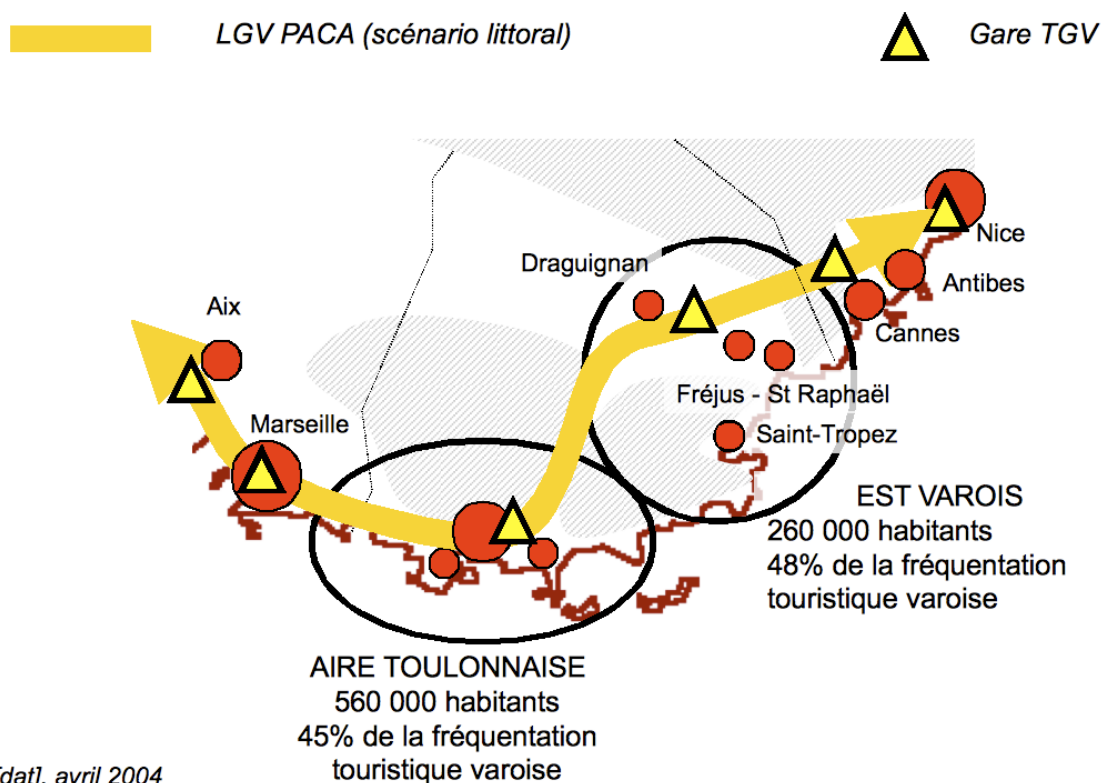 LGV PACA (scénario littoral)
Gare TGV
Nice
Draguignan
Antibes
Aix
Cannes
Fréjus - St Raphaël
Marseille
Saint-Tropez
EST VAROIS
260 000 habitants
48% de la fréquentation
touristique varoise
AIRE TOULONNAISE
560 000 habitants
45% de la fréquentation
touristique varoise
[dat], avril 2004